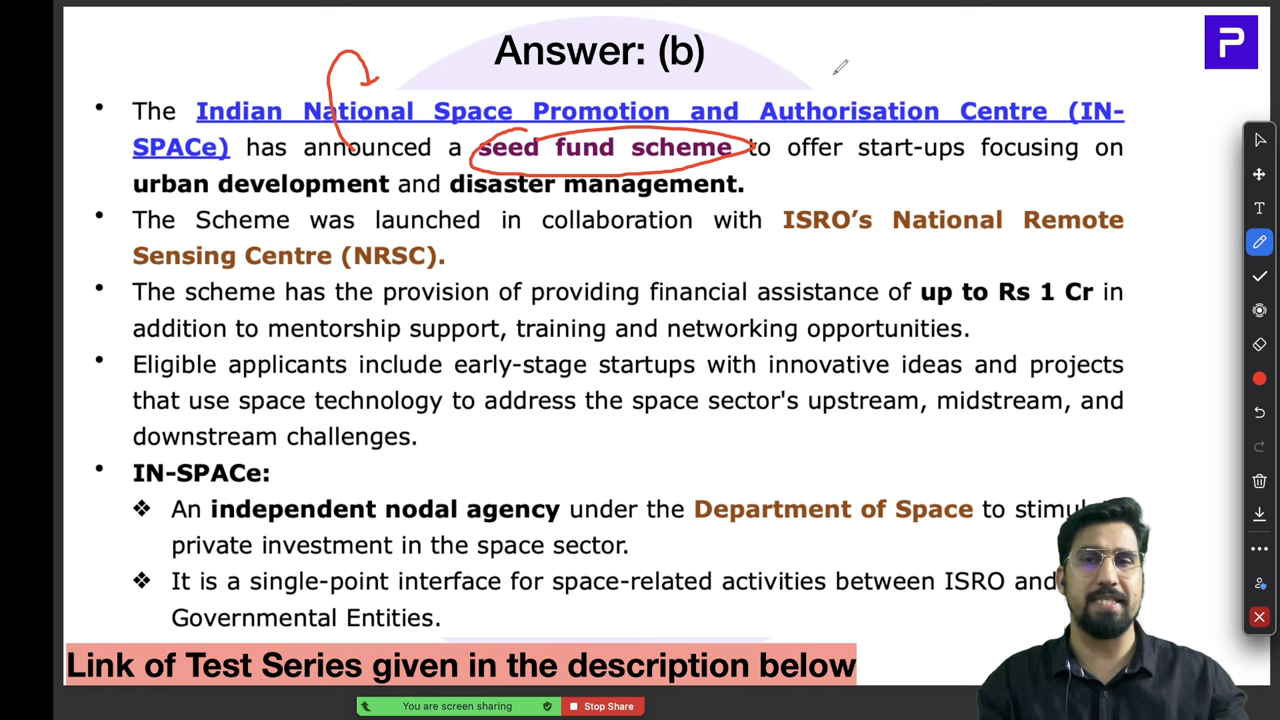 Answer: (b)
P
• The Indian National Space Promotion and Authorisation Centre (IN-
SPACe) has announced a seed fund scheme to offer start-ups focusing on
urban development and disaster management.
• The Scheme was launched in collaboration with ISRO’s National Remote
Sensing Centre (NRSC).
• The scheme has the provision of providing financial assistance of up to Rs 1 Cr in
addition to mentorship support, training and networking opportunities.
• Eligible applicants include early-stage startups with innovative ideas and projects
that use space technology to address the space sector's upstream, midstream, and
downstream challenges.
• IN-SPACe:
❖ An independent nodal agency under the Department of Space to
private investment in the space sector.
❖ It is a single-point interface for space-related activities between ISRO and
Governmental Entities.
Link of Test Series given in the description below
You are screen sharing
Stop Share